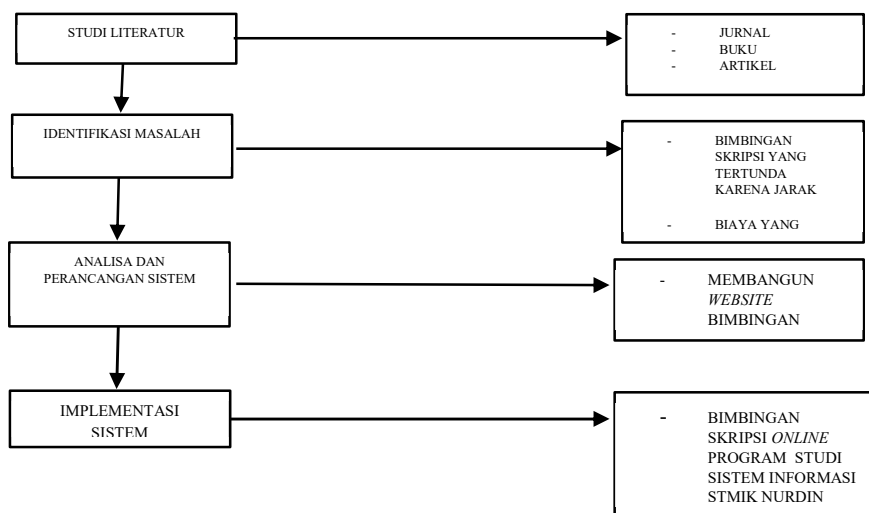 STUDI LITERATUR
- JURNAL
- BUKU
- ARTIKEL
IDENTIFIKASI MASALAH
- BIMBINGAN
SKRIPSI YANG
TERTUNDA
KARENA JARAK
- BIAYA YANG
ANALISA DAN
PERANCANGAN SISTEM
- MEMBANGUN
WEBSITE
BIMBINGAN
IMPLEMENTASI
SISTEM
- BIMBINGAN
SKRIPSI ONLINE
PROGRAM STUDI
SISTEM INFORMASI
STMIK NURDIN